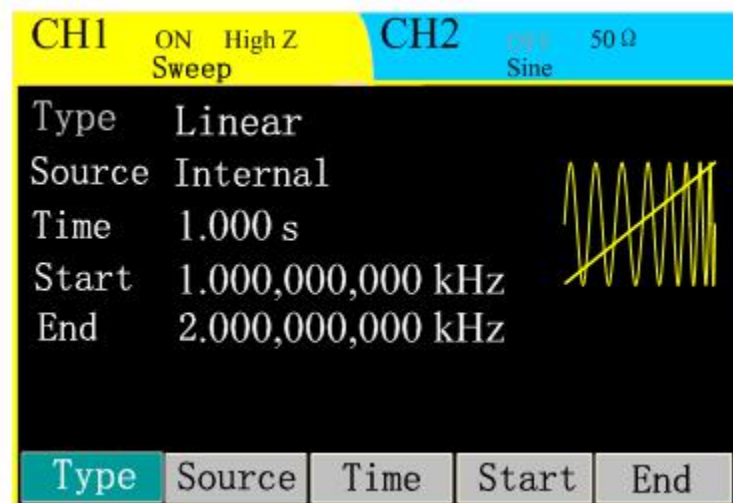 CH1 ON High Z CH2 OFF 50 Ω
Sweep Sine
Type Linear
Source Internal
Time 1.000 s
Start 1.000,000,000 kHz
End 2.000,000,000 kHz
Type Source Time Start End